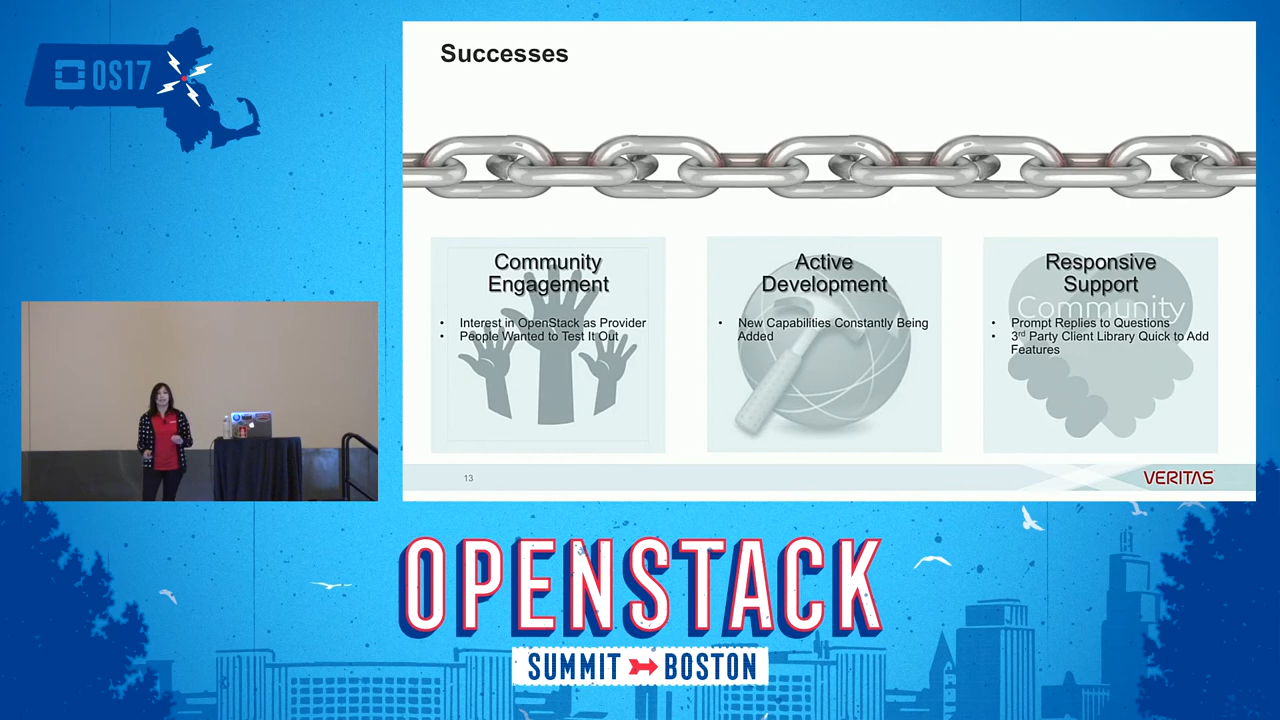 OS17
Successes
Community
Engagement
• Interest in OpenStack as Provider
• People Wanted to Test It Out
Active
Development
• New Capabilities Constantly Being
Added
Responsive
Support
Community
• Prompt Replies to Questions
• 3rd Party Client Library Quick to Add
Features
13
VERITAS
OPENSTACK
SUMMIT BOSTON